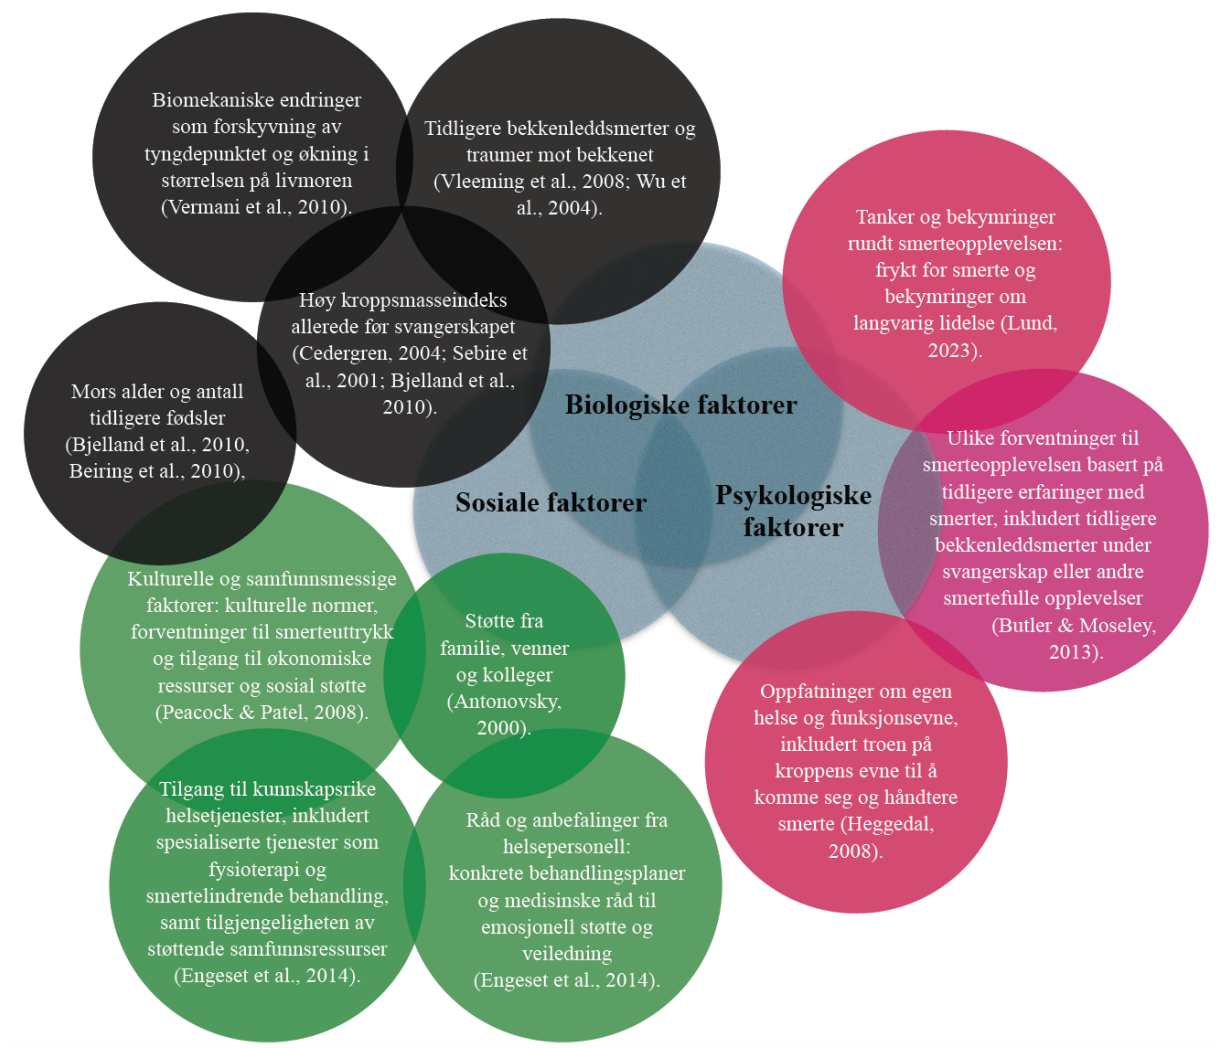 Biomekaniske endringer
som forskyvning av
tyngdepunktet og økning i
størrelsen på livmoren
(Vermani et al., 2010).
Tidligere bekkenleddsmerter og
traumer mot bekkenet
(Vleeming et al., 2008; Wu et
al., 2004).
Høy kroppsmasseindeks
allerede før svangerskapet
(Cedergren, 2004; Sebire et
al., 2001; Bjelland et al.,
2010).
Mors alder og antall
tidligere fødsler
(Bjelland et al., 2010,
Beiring et al., 2010),
Tanker og bekymringer
rundt smerteopplevelsen:
frykt for smerte og
bekymringer om
langvarig lidelse (Lund,
2023).
Biologiske faktorer
Sosiale faktorer
Psykologiske
faktorer
Ulike forventninger til
smerteopplevelsen basert på
tidligere erfaringer med
smerter, inkludert tidligere
bekkenleddsmerter under
svangerskap eller andre
smertefulle opplevelser
(Butler & Moseley,
2013).
Kulturelle og samfunnsmessige
faktorer: kulturelle normer,
forventninger til smerteuttrykk
og tilgang til økonomiske
ressurser og sosial støtte
(Peacock & Patel, 2008).
Støtte fra
familie, venner
og kolleger
(Antonovsky,
2000).
Oppfatninger om egen
helse og funksjonsevne,
inkludert troen på
kroppens evne til å
komme seg og håndtere
smerte (Heggedal,
2008).
Tilgang til kunnskapsrike
helsetjenester, inkludert
spesialiserte tjenester som
fysioterapi og
smertelindrende behandling,
samt tilgjengeligheten av
støttende samfunnsressurser
(Engeset et al., 2014).
Råd og anbefalinger fra
helsepersonell:
konkrete behandlingsplaner
og medisinske råd til
emosjonell støtte og
veiledning
(Engeset et al., 2014).